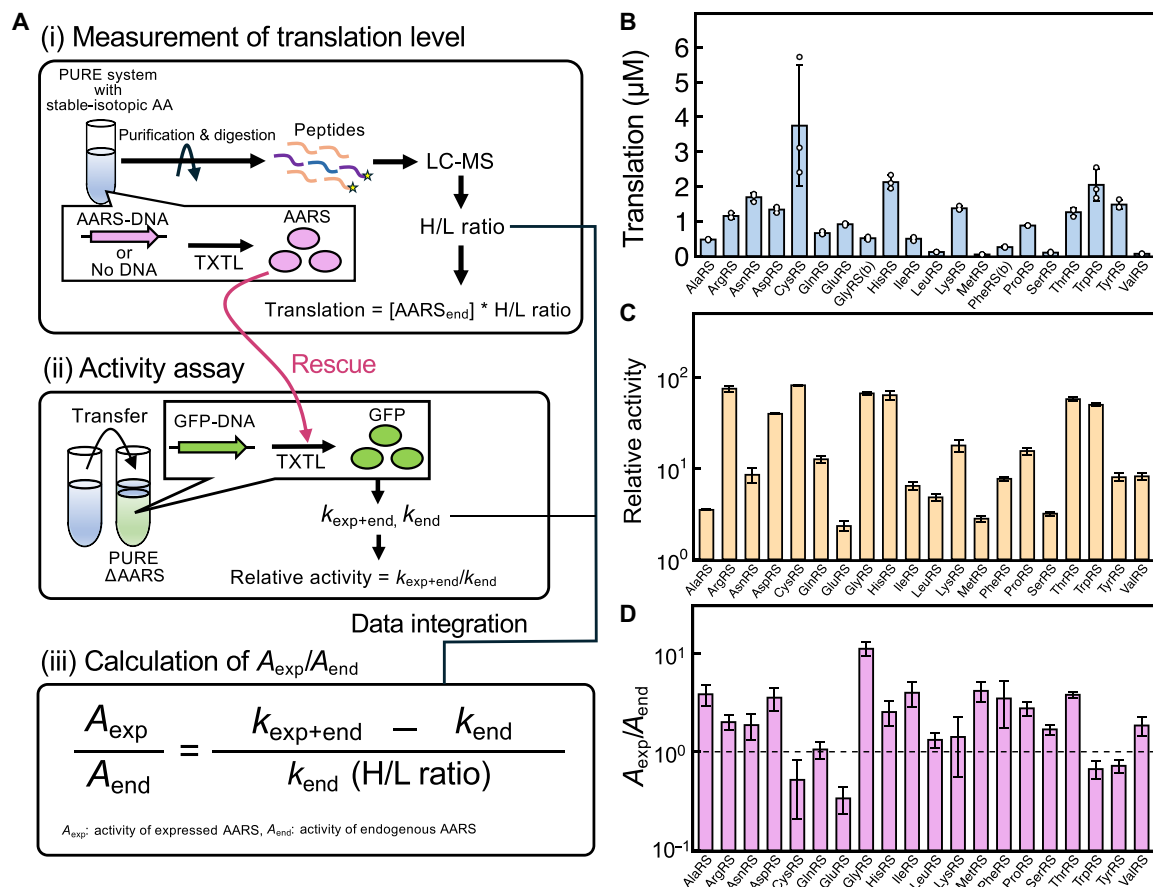 A
(i) Measurement of translation level
PURE system
with
stable-isotopic AA
Purification & digestion
Peptides
LC-MS
AARS-DNA
or
No DNA
TXTL
AARS
H/L ratio
Translation = [AARSend] * H/L ratio
Rescue
(ii) Activity assay
Transfer
GFP-DNA
TXTL
GFP
kexp+end, kend
PURE
ΔAARS
Relative activity = kexp+end/kend
Data integration
(iii) Calculation of Aexp/Aend
Aexp
Aend
=
kexp+end − kend
kend (H/L ratio)
Aexp: activity of expressed AARS, Aend: activity of endogenous AARS
B
Translation (μM)
6
5
4
3
2
1
0
AlaRS
ArgRS
AsnRS
AspRS
CysRS
GlnRS
GluRS
GlyRS(b)
HisRS
IleRS
LeuRS
LysRS
MetRS
PheRS(b)
ProRS
SerRS
ThrRS
TrpRS
TyrRS
ValRS
C
Relative activity
10²
10¹
10⁰
AlaRS
ArgRS
AsnRS
AspRS
CysRS
GlnRS
GluRS
GlyRS
HisRS
IleRS
LeuRS
LysRS
MetRS
PheRS
ProRS
SerRS
ThrRS
TrpRS
TyrRS
ValRS
D
Aexp/Aend
10¹
10⁰
10⁻¹
AlaRS
ArgRS
AsnRS
AspRS
CysRS
GlnRS
GluRS
GlyRS
HisRS
IleRS
LeuRS
LysRS
MetRS
PheRS
ProRS
SerRS
ThrRS
TrpRS
TyrRS
ValRS